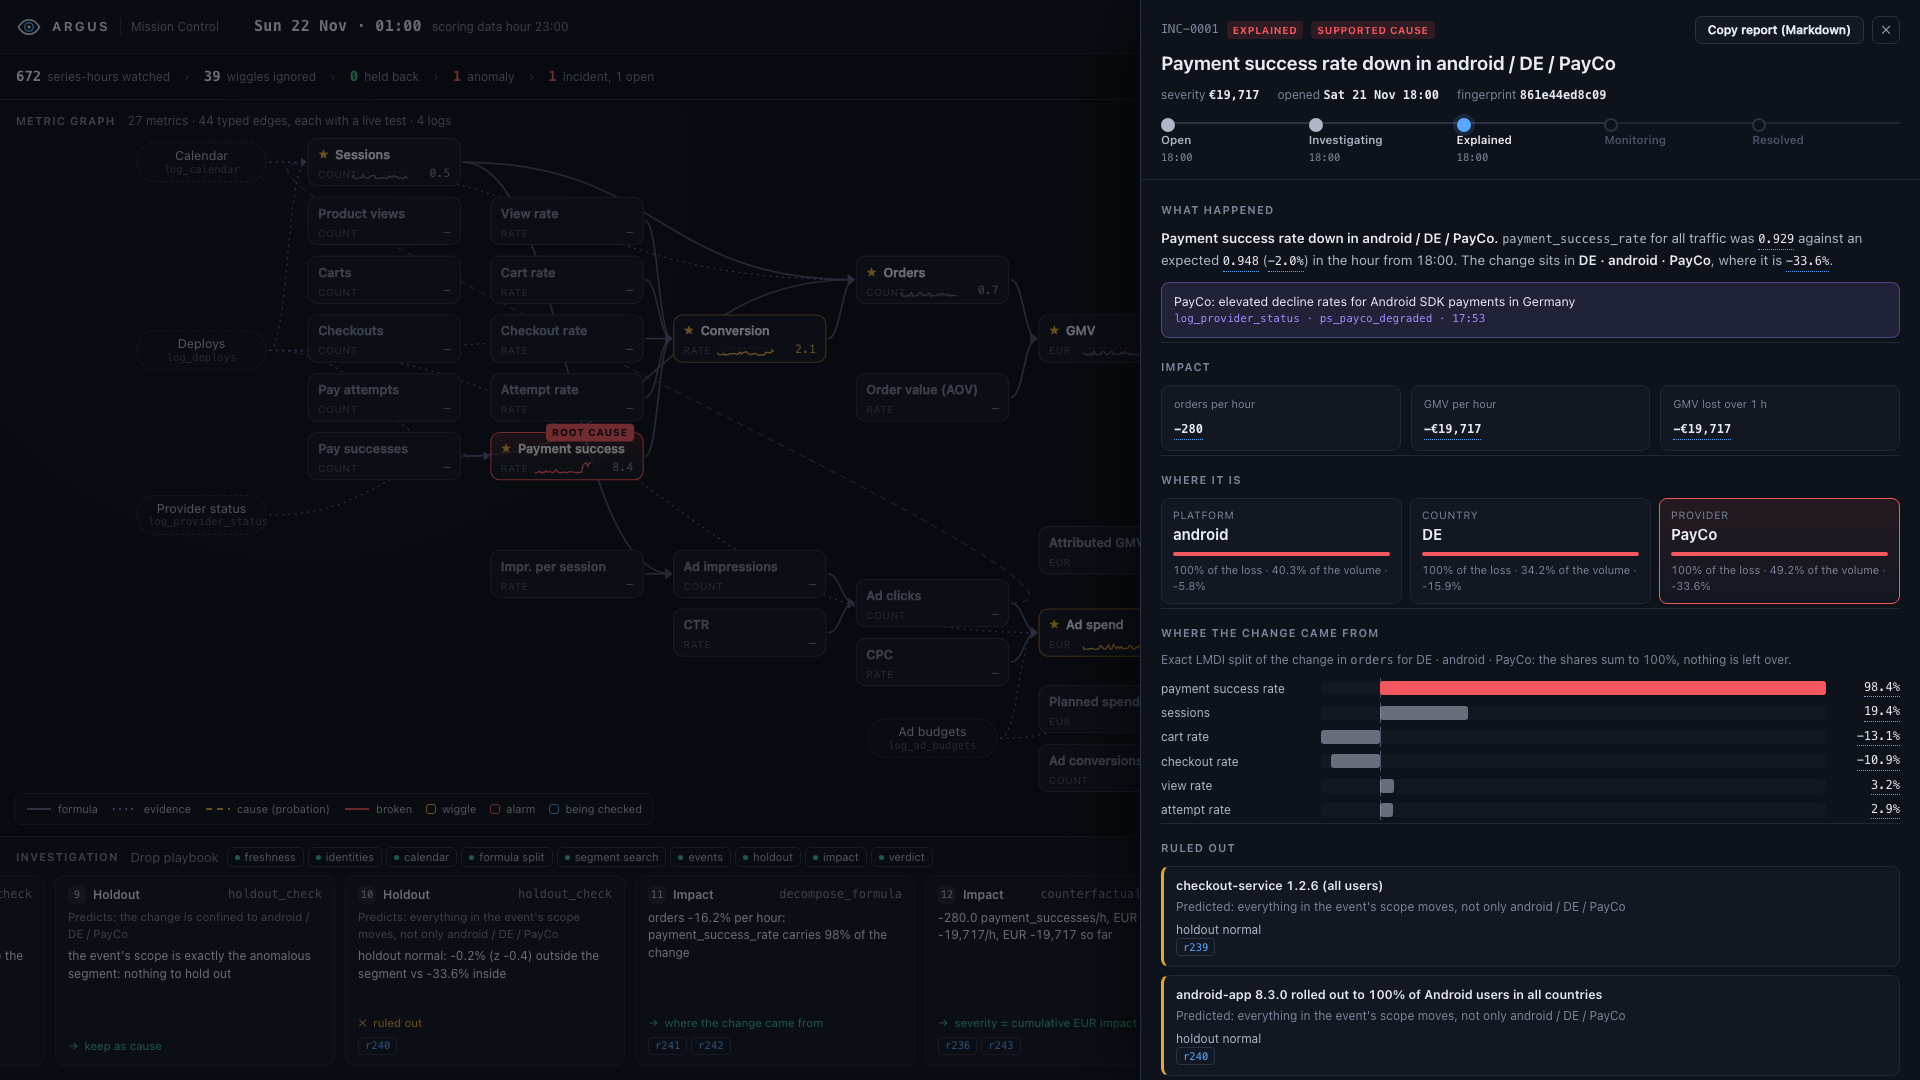 ARGUS
Mission Control
Sun 22 Nov · 01:00 scoring data hour 23:00
672 series-hours watched › 39 wiggles ignored › 0 held back › 1 anomaly › 1 incident, 1 open
METRIC GRAPH 27 metrics · 44 typed edges, each with a live test · 4 logs
Calendar
log_calendar
★ Sessions
COUNT 0.5
Product views
COUNT –
View rate
RATE –
Carts
COUNT –
Cart rate
RATE –
★ Orders
COUNT 0.7
Deploys
log_deploys
Checkouts
COUNT –
Checkout rate
RATE –
★ Conversion
RATE 2.1
★ GMV
EUR
Pay attempts
COUNT –
Attempt rate
RATE –
Order value (AOV)
RATE –
ROOT CAUSE
Pay successes
COUNT –
★ Payment success
RATE 8.4
Provider status
log_provider_status
Impr. per session
RATE –
Ad impressions
COUNT –
Attributed GMV
EUR
Ad clicks
COUNT –
CTR
RATE –
★ Ad spend
EUR
CPC
RATE –
Planned spend
EUR
Ad budgets
log_ad_budgets
Ad conversions
COUNT
formula evidence cause (probation) broken wiggle alarm being checked
INVESTIGATION Drop playbook freshness identities calendar formula split segment search events holdout impact verdict
check
the
9 Holdout holdout_check
Predicts: the change is confined to android /
DE / PayCo
the event's scope is exactly the anomalous
segment: nothing to hold out
→ keep as cause
10 Holdout holdout_check
Predicts: everything in the event's scope
moves, not only android / DE / PayCo
holdout normal: -0.2% (z -0.4) outside the
segment vs -33.6% inside
× ruled out
r240
11 Impact decompose_formula
orders -16.2% per hour:
payment_success_rate carries 98% of the
change
→ where the change came from
r241 r242
12 Impact counterfactual
-280.0 payment_successes/h, EUR
-19,717/h, EUR -19,717 so far
→ severity = cumulative EUR impact
r236 r243
INC-0001 EXPLAINED SUPPORTED CAUSE
Copy report (Markdown) ×
Payment success rate down in android / DE / PayCo
severity €19,717 opened Sat 21 Nov 18:00 fingerprint 861e44ed8c09
Open Investigating Explained Monitoring Resolved
18:00 18:00 18:00
WHAT HAPPENED
Payment success rate down in android / DE / PayCo. payment_success_rate for all traffic was 0.929 against an
expected 0.948 (−2.0%) in the hour from 18:00. The change sits in DE · android · PayCo, where it is −33.6%.
PayCo: elevated decline rates for Android SDK payments in Germany
log_provider_status · ps_payco_degraded · 17:53
IMPACT
orders per hour
−280
GMV per hour
−€19,717
GMV lost over 1 h
−€19,717
WHERE IT IS
PLATFORM
android
100% of the loss · 40.3% of the volume ·
-5.8%
COUNTRY
DE
100% of the loss · 34.2% of the volume ·
-15.9%
PROVIDER
PayCo
100% of the loss · 49.2% of the volume ·
-33.6%
WHERE THE CHANGE CAME FROM
Exact LMDI split of the change in orders for DE · android · PayCo: the shares sum to 100%, nothing is left over.
payment success rate 98.4%
sessions 19.4%
cart rate −13.1%
checkout rate −10.9%
view rate 3.2%
attempt rate 2.9%
RULED OUT
checkout-service 1.2.6 (all users)
Predicted: everything in the event's scope moves, not only android / DE / PayCo
holdout normal
r239
android-app 8.3.0 rolled out to 100% of Android users in all countries
Predicted: everything in the event's scope moves, not only android / DE / PayCo
holdout normal
r240